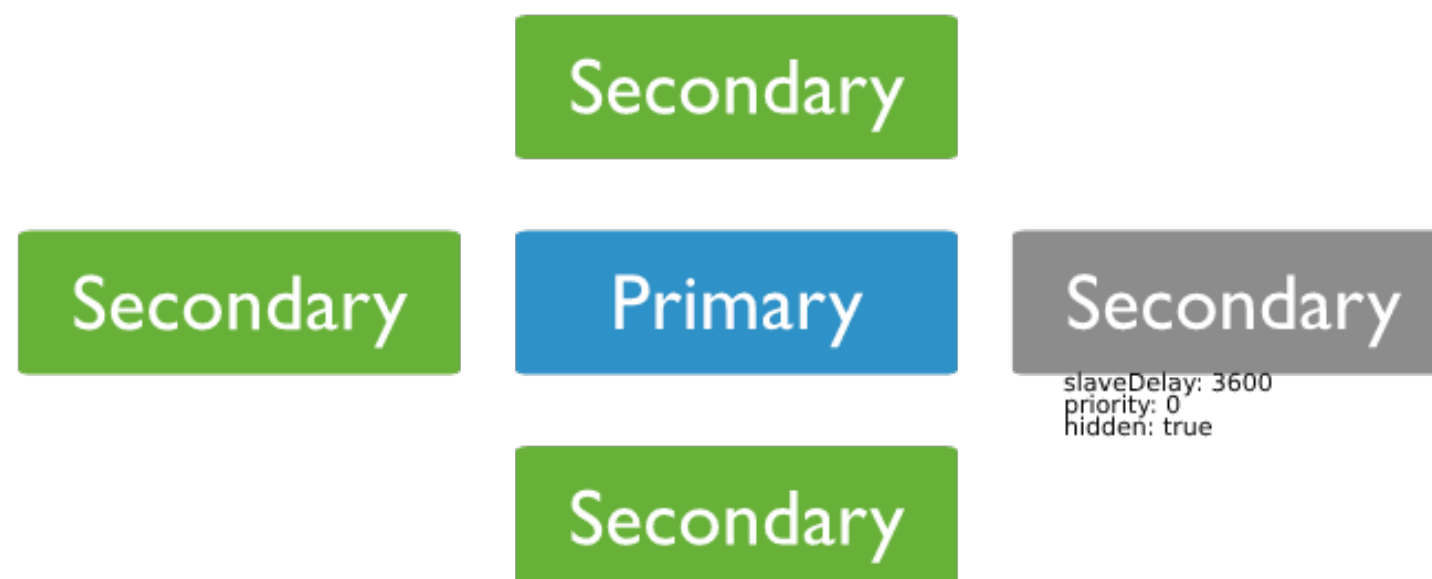 Secondary
Secondary
Primary
Secondary
slaveDelay: 3600
priority: 0
hidden: true
Secondary